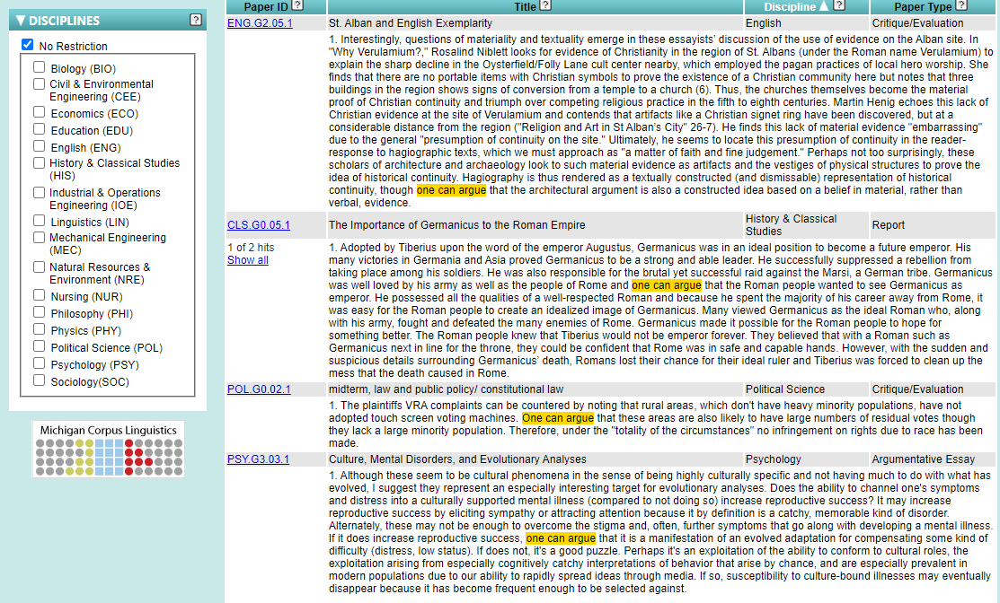 DISCIPLINES ?
No Restriction
Biology (BIO)
Civil & Environmental
Engineering (CEE)
Economics (ECO)
Education (EDU)
English (ENG)
History & Classical Studies
(HIS)
Industrial & Operations
Engineering (IOE)
Linguistics (LIN)
Mechanical Engineering
(MEC)
Natural Resources &
Environment (NRE)
Nursing (NUR)
Philosophy (PHI)
Physics (PHY)
Political Science (POL)
Psychology (PSY)
Sociology(SOC)
Michigan Corpus Linguistics
Paper ID ? Title ? Discipline ? Paper Type ?
ENG.G2.05.1 St. Alban and English Exemplarity English Critique/Evaluation
1. Interestingly, questions of materiality and textuality emerge in these essayists' discussion of the use of evidence on the Alban site. In
"Why Verulamium?," Rosalind Niblett looks for evidence of Christianity in the region of St. Albans (under the Roman name Verulamium) to
explain the sharp decline in the Oysterfield/Folly Lane cult center nearby, which employed the pagan practices of local hero worship. She
finds that there are no portable items with Christian symbols to prove the existence of a Christian community here but notes that three
buildings in the region shows signs of conversion from a temple to a church (6). Thus, the churches themselves become the material
proof of Christian continuity and triumph over competing religious practice in the fifth to eighth centuries. Martin Henig echoes this lack of
Christian evidence at the site of Verulamium and contends that artifacts like a Christian signet ring have been discovered, but at a
considerable distance from the region ("Religion and Art in St Alban's City" 26-7). He finds this lack of material evidence "embarrassing"
due to the general "presumption of continuity on the site." Ultimately, he seems to locate this presumption of continuity in the reader-
response to hagiographic texts, which we must approach as "a matter of faith and fine judgement." Perhaps not too surprisingly, these
scholars of architecture and archaeology look to such material evidence as artifacts and the vestiges of physical structures to prove the
idea of historical continuity. Hagiography is thus rendered as a textually constructed (and dismissable) representation of historical
continuity, though one can argue that the architectural argument is also a constructed idea based on a belief in material, rather than
verbal, evidence.
CLS.G0.05.1 The Importance of Germanicus to the Roman Empire History & Classical
Studies Report
1 of 2 hits
Show all
1. Adopted by Tiberius upon the word of the emperor Augustus, Germanicus was in an ideal position to become a future emperor. His
many victories in Germania and Asia proved Germanicus to be a strong and able leader. He successfully suppressed a rebellion from
taking place among his soldiers. He was also responsible for the brutal yet successful raid against the Marsi, a German tribe. Germanicus
was well loved by his army as well as the people of Rome and one can argue that the Roman people wanted to see Germanicus as
emperor. He possessed all the qualities of a well-respected Roman and because he spent the majority of his career away from Rome, it
was easy for the Roman people to create an idealized image of Germanicus. Many viewed Germanicus as the ideal Roman who, along
with his army, fought and defeated the many enemies of Rome. Germanicus made it possible for the Roman people to hope for
something better. The Roman people knew that Tiberius would not be emperor forever. They believed that with a Roman such as
Germanicus next in line for the throne, they could be confident that Rome was in safe and capable hands. However, with the sudden and
suspicious details surrounding Germanicus' death, Romans lost their chance for their ideal ruler and Tiberius was forced to clean up the
mess that the death caused in Rome.
POL.G0.02.1 midterm, law and public policy/ constitutional law Political Science Critique/Evaluation
1. The plaintiffs VRA complaints can be countered by noting that rural areas, which don't have heavy minority populations, have not
adopted touch screen voting machines. One can argue that these areas are also likely to have large numbers of residual votes though
they lack a large minority population. Therefore, under the "totality of the circumstances" no infringement on rights due to race has been
made.
PSY.G3.03.1 Culture, Mental Disorders, and Evolutionary Analyses Psychology Argumentative Essay
1. Although these seem to be cultural phenomena in the sense of being highly culturally specific and not having much to do with what has
evolved, I suggest they represent an especially interesting target for evolutionary analyses. Does the ability to channel one's symptoms
and distress into a culturally supported mental illness (compared to not doing so) increase reproductive success? It may increase
reproductive success by eliciting sympathy or attracting attention because it by definition is a catchy, memorable kind of disorder.
Alternately, these may not be enough to overcome the stigma and, often, further symptoms that go along with developing a mental illness.
If it does increase reproductive success, one can argue that it is a manifestation of an evolved adaptation for compensating some kind of
difficulty (distress, low status). If does not, it's a good puzzle. Perhaps it's an exploitation of the ability to conform to cultural roles, the
exploitation arising from especially cognitively catchy interpretations of behavior that arise by chance, and are especially prevalent in
modern populations due to our ability to rapidly spread ideas through media. If so, susceptibility to culture-bound illnesses may eventually
disappear because it has become frequent enough to be selected against.